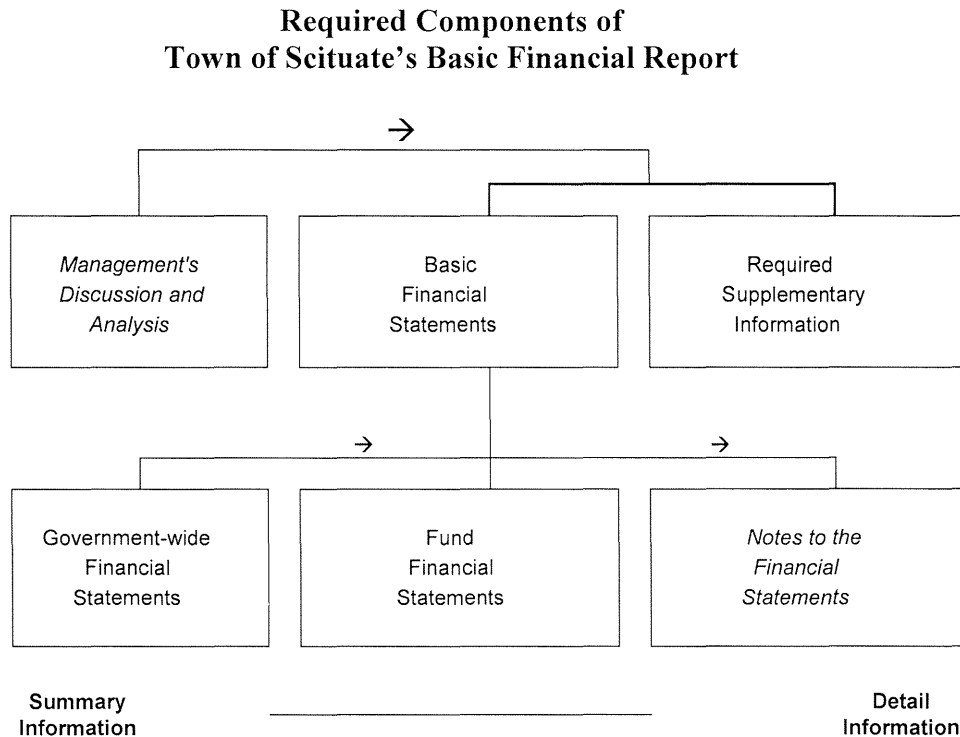 Required Components of
Town of Scituate's Basic Financial Report
→
Management's
Discussion and
Analysis
Basic
Financial
Statements
Required
Supplementary
Information
→
→
Government-wide
Financial
Statements
Fund
Financial
Statements
Notes to the
Financial
Statements
Summary
Information
Detail
Information